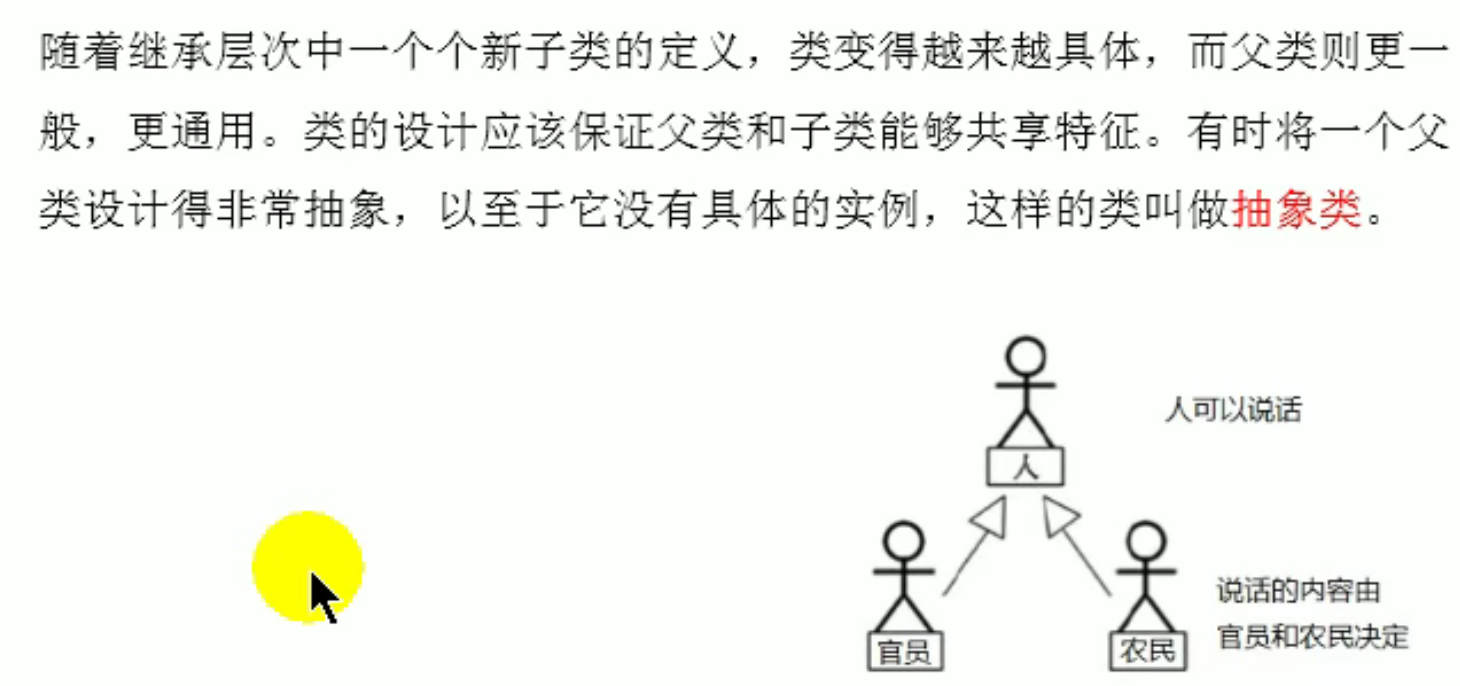 随着继承层次中一个个新子类的定义，类变得越来越具体，而父类则更一
般，更通用。类的设计应该保证父类和子类能够共享特征。有时将一个父
类设计得非常抽象，以至于它没有具体的实例，这样的类叫做抽象类。
人可以说话
人
说话的内容由
官员和农民决定
官员
农民